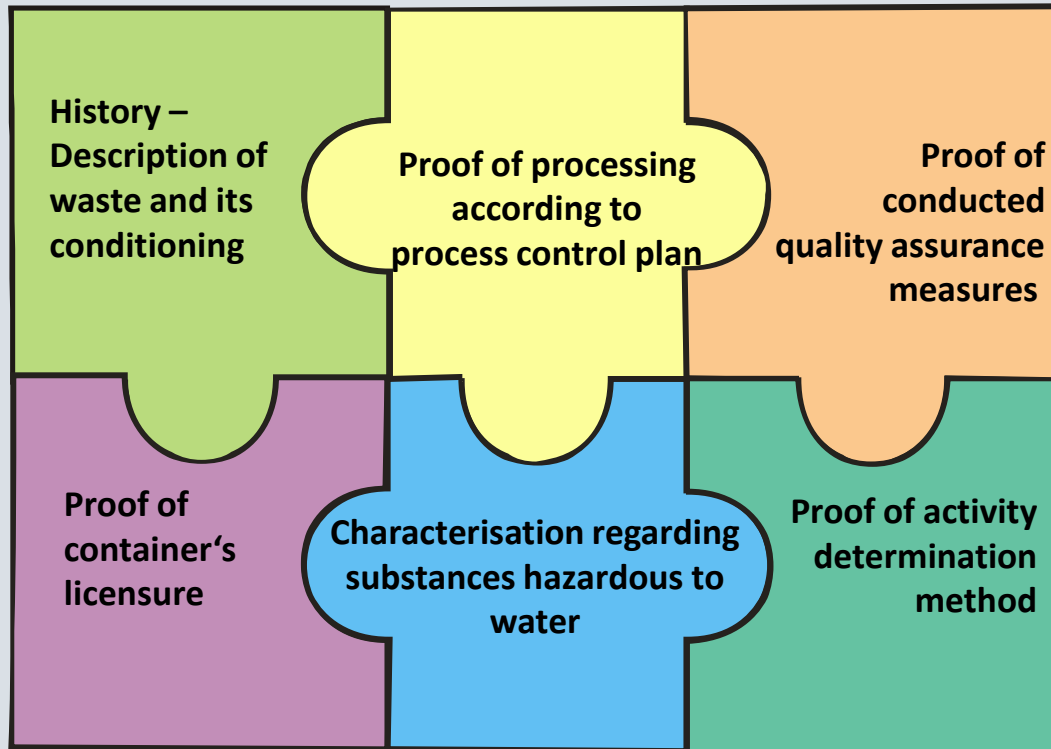 History –
Description of
waste and its
conditioning
Proof of processing
according to
process control plan
Proof of
conducted
quality assurance
measures
Proof of
container‘s
licensure
Characterisation regarding
substances hazardous to
water
Proof of activity
determination
method